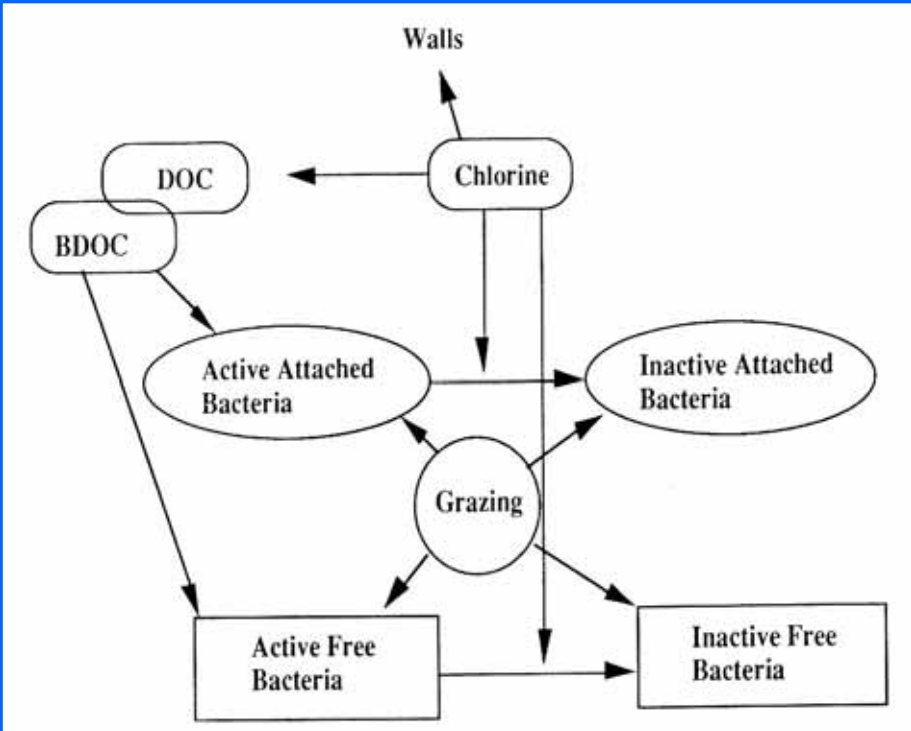 Walls
DOC
Chlorine
BDOC
Active Attached
Bacteria
Inactive Attached
Bacteria
Grazing
Active Free
Bacteria
Inactive Free
Bacteria